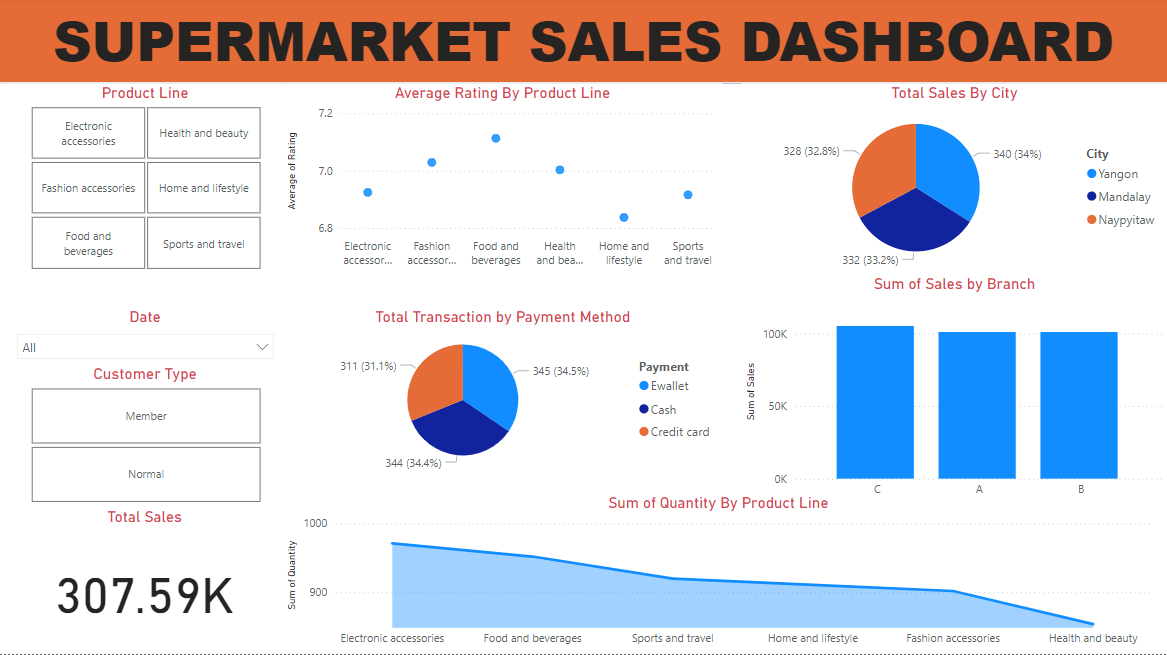 SUPERMARKET SALES DASHBOARD
Product Line
Electronic
accessories
Health and beauty
Fashion accessories
Home and lifestyle
Food and
beverages
Sports and travel
Date
All
Customer Type
Member
Normal
Total Sales
307.59K
Average Rating By Product Line
Average of Rating
7.2
7.0
6.8
Electronic
accessor...
Fashion
accessor...
Food and
beverages
Health
and bea...
Home and
lifestyle
Sports
and travel
Total Sales By City
328 (32.8%)
340 (34%)
332 (33.2%)
City
Yangon
Mandalay
Naypyitaw
Total Transaction by Payment Method
311 (31.1%)
345 (34.5%)
344 (34.4%)
Payment
Ewallet
Cash
Credit card
Sum of Sales by Branch
Sum of Sales
100K
50K
0K
C A B
Sum of Quantity By Product Line
Sum of Quantity
1000
900
Electronic accessories Food and beverages Sports and travel Home and lifestyle Fashion accessories Health and beauty